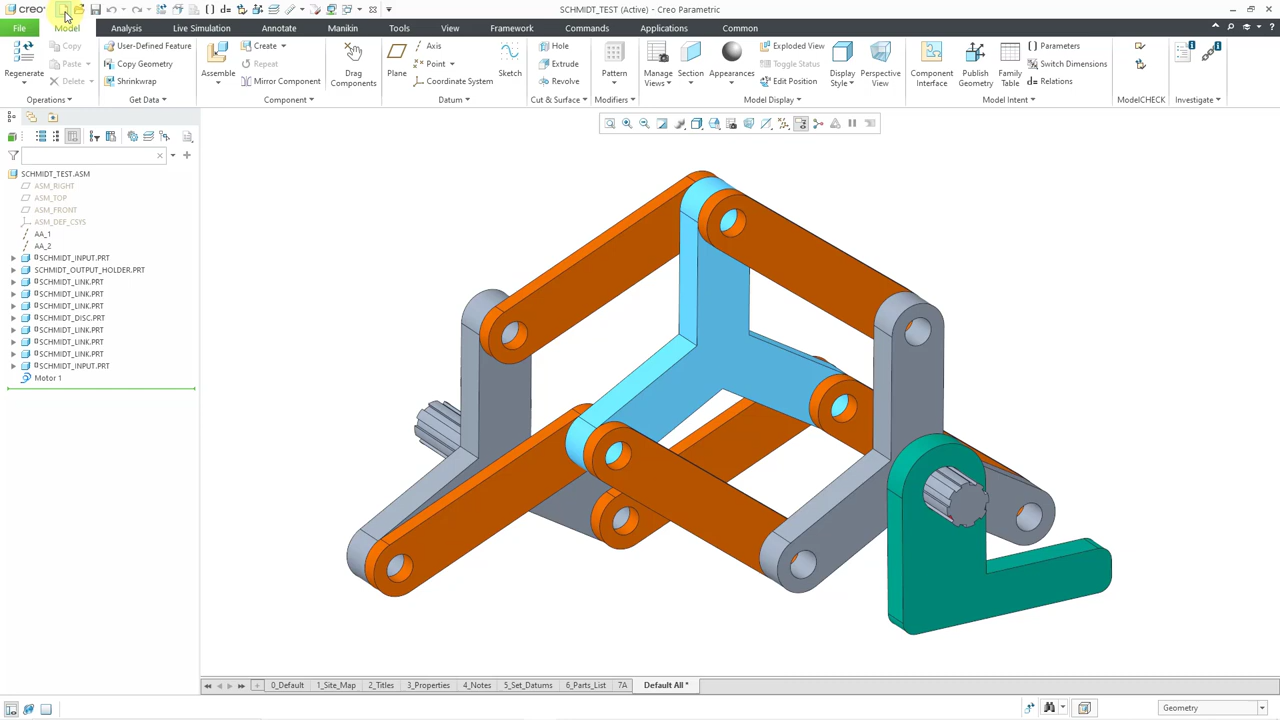 creo
SCHMIDT_TEST (Active) - Creo Parametric
File
Model
Analysis
Live Simulation
Annotate
Manikin
Tools
View
Framework
Commands
Applications
Common
Regenerate
Copy
Paste
Delete
Operations
User-Defined Feature
Copy Geometry
Shrinkwrap
Get Data
Assemble
Create
Repeat
Mirror Component
Component
Drag
Components
Plane
Axis
Point
Coordinate System
Sketch
Datum
Hole
Extrude
Revolve
Cut & Surface
Pattern
Modifiers
Manage
Views
Section
Appearances
Exploded View
Toggle Status
Edit Position
Display
Style
Perspective
View
Model Display
Component
Interface
Publish
Geometry
Family
Table
Parameters
Switch Dimensions
d= Relations
Model Intent
ModelCHECK
Investigate
SCHMIDT_TEST.ASM
ASM_RIGHT
ASM_TOP
ASM_FRONT
ASM_DEF_CSYS
AA_1
AA_2
SCHMIDT_INPUT.PRT
SCHMIDT_OUTPUT_HOLDER.PRT
SCHMIDT_LINK.PRT
SCHMIDT_LINK.PRT
SCHMIDT_LINK.PRT
SCHMIDT_DISC.PRT
SCHMIDT_LINK.PRT
SCHMIDT_LINK.PRT
SCHMIDT_LINK.PRT
SCHMIDT_INPUT.PRT
Motor 1
0_Default
1_Site_Map
2_Titles
3_Properties
4_Notes
5_Set_Datums
6_Parts_List
7A
Default All *
Geometry